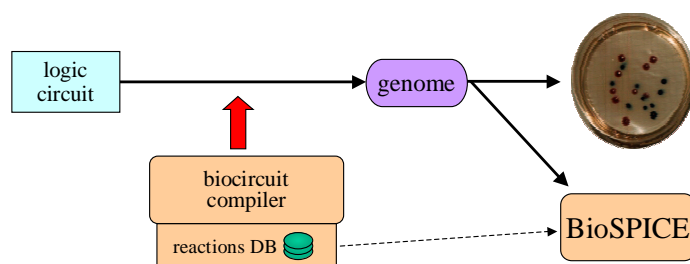 logic
circuit
genome
biocircuit
compiler
reactions DB
BioSPICE